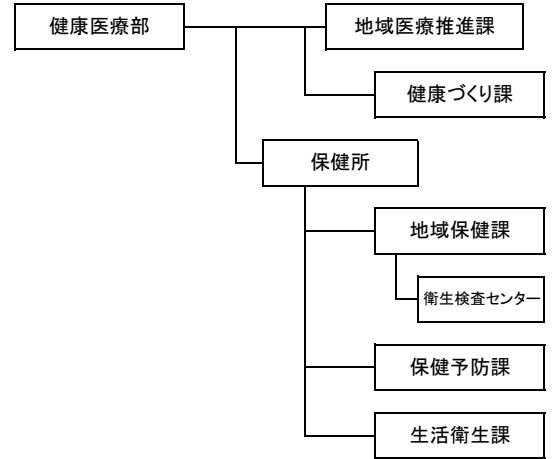 健康医療部
地域医療推進課
健康づくり課
保健所
地域保健課
衛生検査センター
保健予防課
生活衛生課